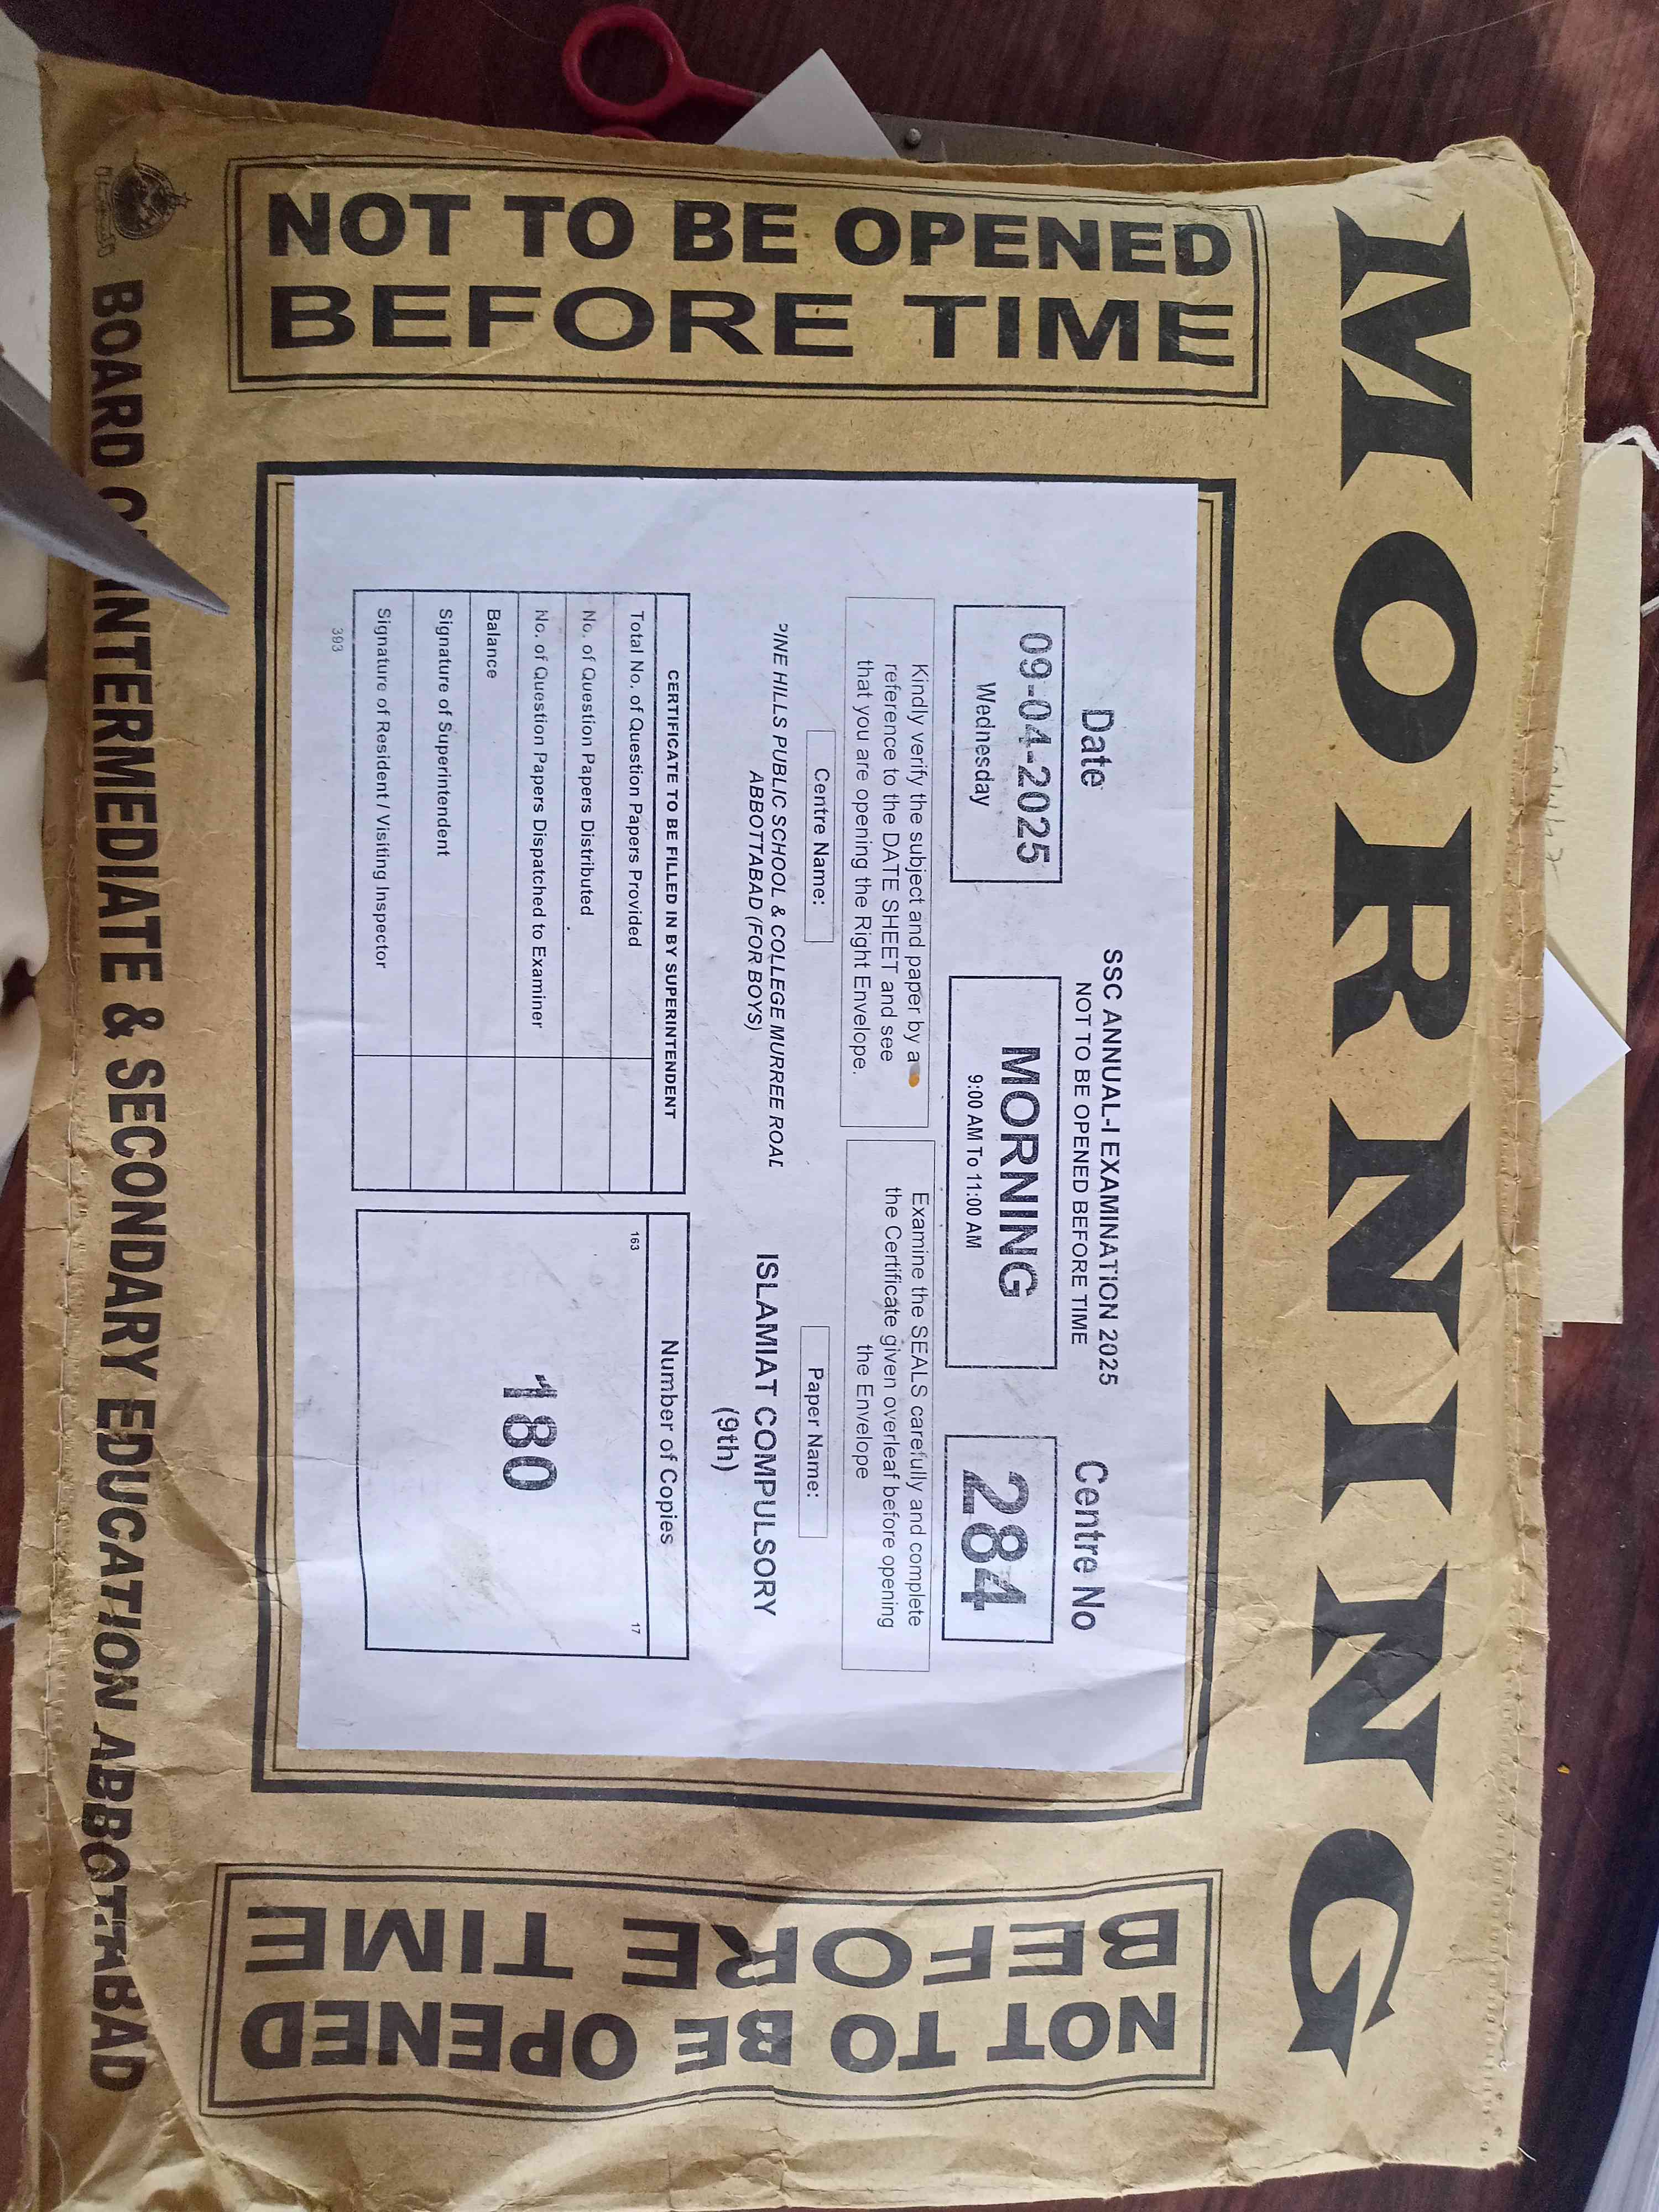 MORNING
NOT TO BE OPENED
BEFORE TIME
SSC ANNUAL-I EXAMINATION 2025
NOT TO BE OPENED BEFORE TIME
Date
09-04-2025
Wednesday
MORNING
9:00 AM To 11:00 AM
Centre No
284
Kindly verify the subject and paper by a
reference to the DATE SHEET and see
that you are opening the Right Envelope.
Examine the SEALS carefully and complete
the Certificate given overleaf before opening
the Envelope
Centre Name:
PINE HILLS PUBLIC SCHOOL & COLLEGE MURREE ROAD
ABBOTTABAD (FOR BOYS)
Paper Name:
ISLAMIAT COMPULSORY
(9th)
CERTIFICATE TO BE FILLED IN BY SUPERINTENDENT
Total No. of Question Papers Provided
No. of Question Papers Distributed
No. of Question Papers Dispatched to Examiner
Balance
Signature of Superintendent
Signature of Resident / Visiting Inspector
393
Number of Copies
163
17
180
NOT TO BE OPENED
BEFORE TIME
BOARD OF INTERMEDIATE & SECONDARY EDUCATION ABBOTTABAD